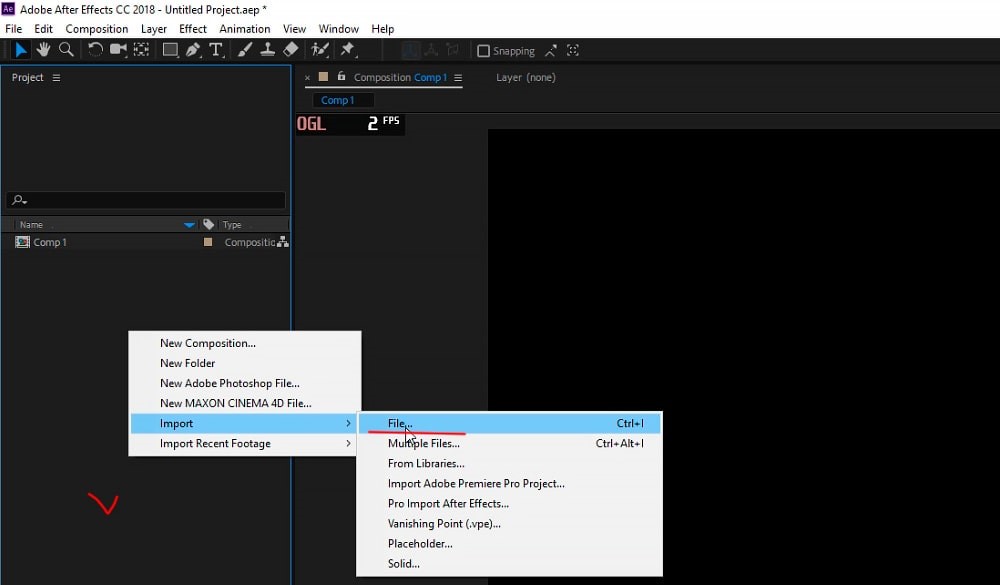 Ae Adobe After Effects CC 2018 - Untitled Project.aep *
File Edit Composition Layer Effect Animation View Window Help
T Snapping
Project
× Composition Comp 1 Layer (none)
Comp 1
OGL 2 FPS
Name Type
Comp 1 Compositic
New Composition...
New Folder
New Adobe Photoshop File...
New MAXON CINEMA 4D File...
Import >
Import Recent Footage >
File... Ctrl+I
Multiple Files... Ctrl+Alt+I
From Libraries...
Import Adobe Premiere Pro Project...
Pro Import After Effects...
Vanishing Point (.vpe)...
Placeholder...
Solid...